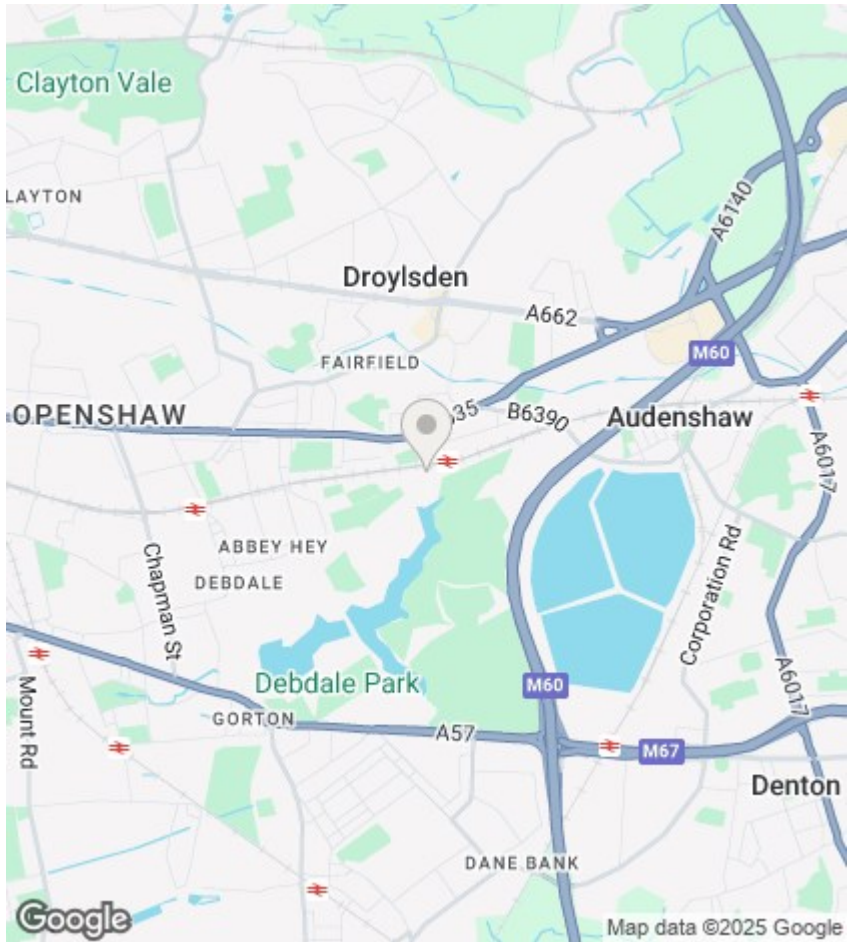 Clayton Vale
LAYTON
A6140
Droylsden
A662
M60
FAIRFIELD
OPENSHAW
35
B6390
Audenshaw
A6017
ABBEY HEY
DEBDALE
Chapman St
Corporation Rd
Debdale Park
M60
A6017
Mount Rd
GORTON
A57
M67
Denton
DANE BANK
Google
Map data ©2025 Google